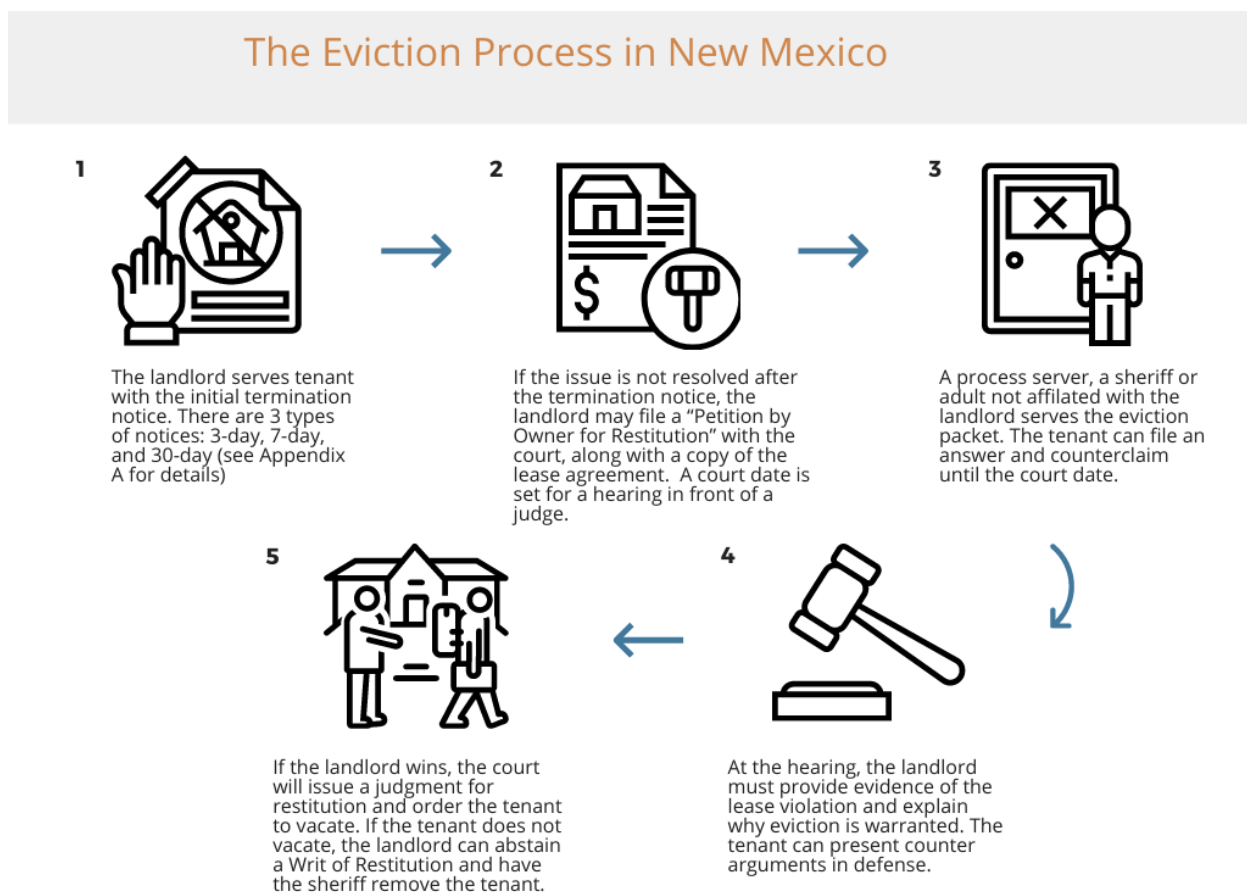 The Eviction Process in New Mexico
1
The landlord serves tenant
with the initial termination
notice. There are 3 types
of notices: 3-day, 7-day,
and 30-day (see Appendix
A for details)
2
$
If the issue is not resolved after
the termination notice, the
landlord may file a “Petition by
Owner for Restitution” with the
court, along with a copy of the
lease agreement.  A court date is
set for a hearing in front of a
judge.
3
A process server, a sheriff or
adult not affilated with the
landlord serves the eviction
packet. The tenant can file an
answer and counterclaim
until the court date.
4
At the hearing, the landlord
must provide evidence of the
lease violation and explain
why eviction is warranted. The
tenant can present counter
arguments in defense.
5
If the landlord wins, the court
will issue a judgment for
restitution and order the tenant
to vacate. If the tenant does not
vacate, the landlord can abstain
a Writ of Restitution and have
the sheriff remove the tenant.